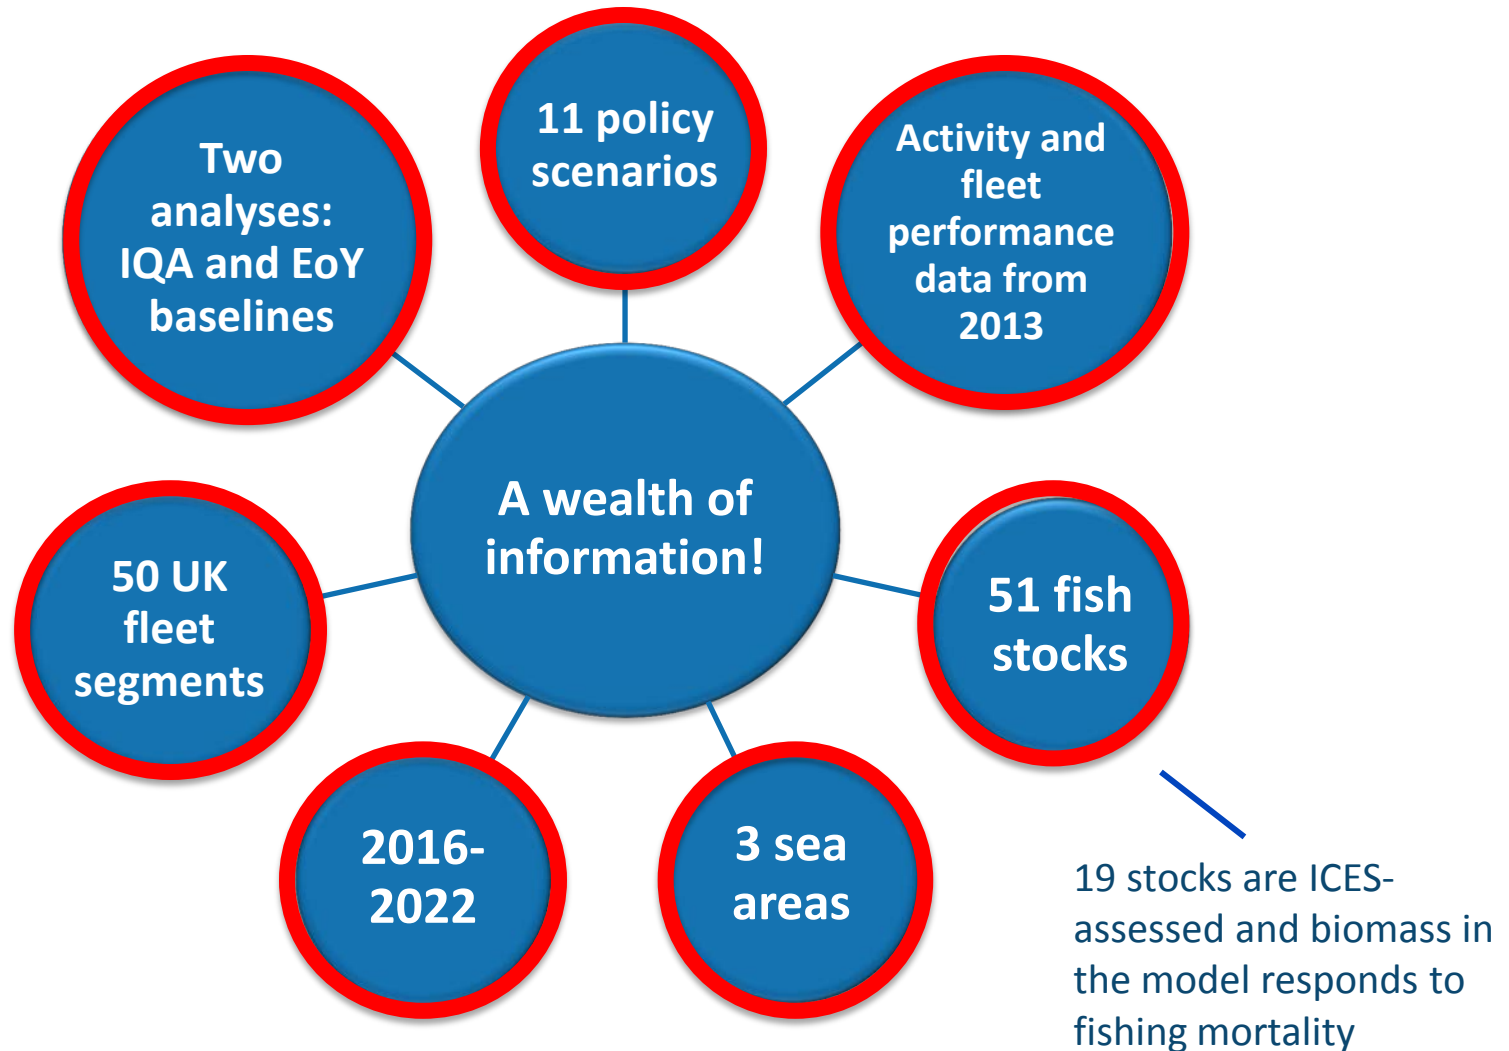 11 policy
scenarios
Two
analyses:
IQA and EoY
baselines
Activity and
fleet
performance
data from
2013
A wealth of
information!
50 UK
fleet
segments
51 fish
stocks
2016-
2022
3 sea
areas
19 stocks are ICES-
assessed and biomass in
the model responds to
fishing mortality